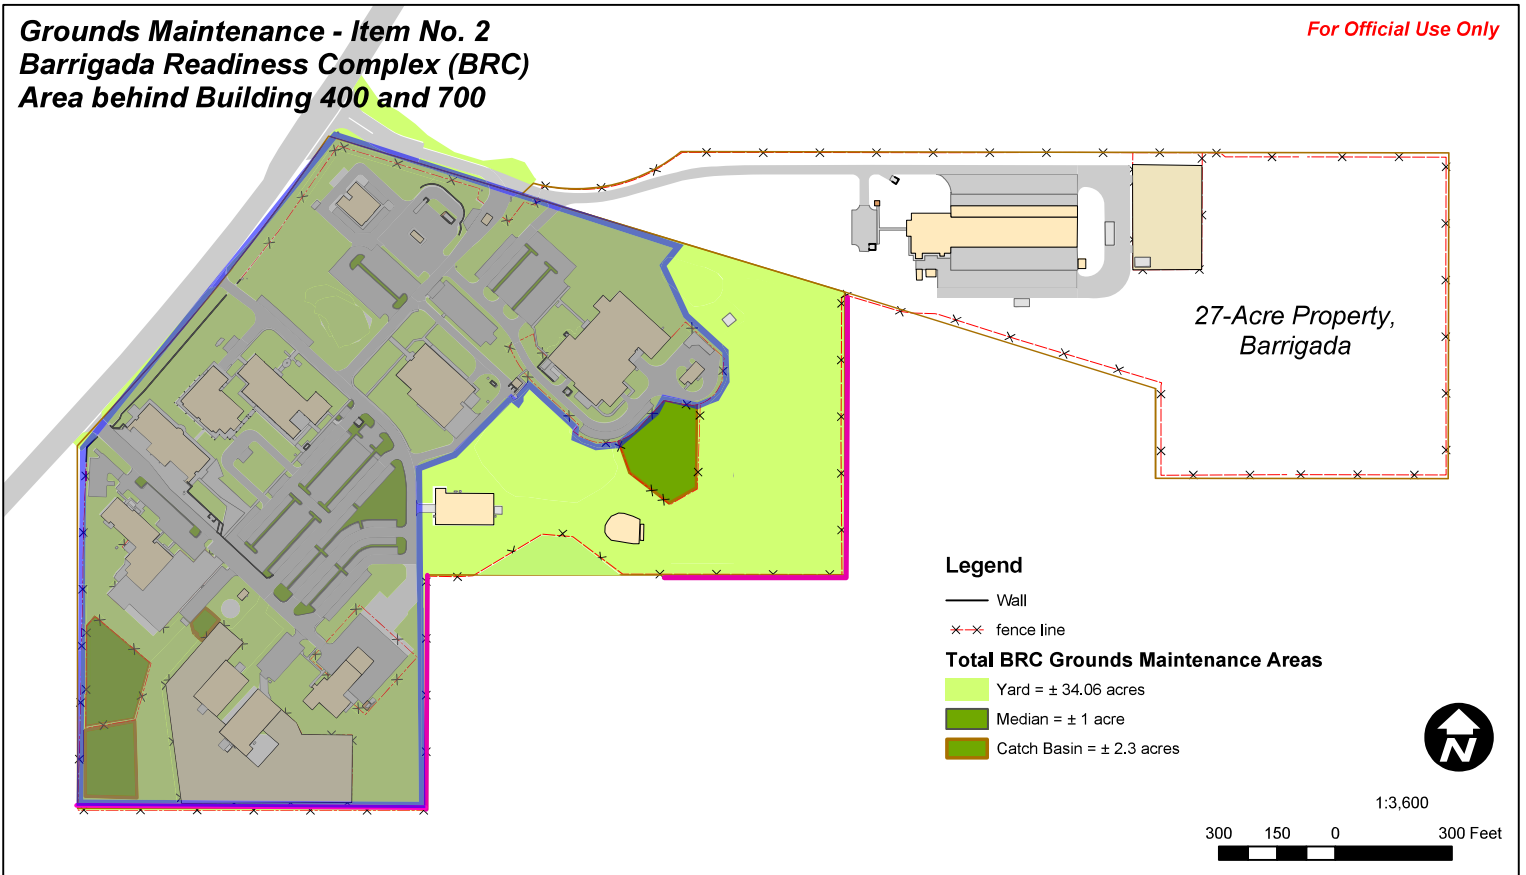 Grounds Maintenance - Item No. 2
Barrigada Readiness Complex (BRC)
Area behind Building 400 and 700
For Official Use Only
27-Acre Property,
Barrigada
Legend
Wall
fence line
Total BRC Grounds Maintenance Areas
Yard = ± 34.06 acres
Median = ± 1 acre
Catch Basin = ± 2.3 acres
N
1:3,600
300 150 0 300 Feet